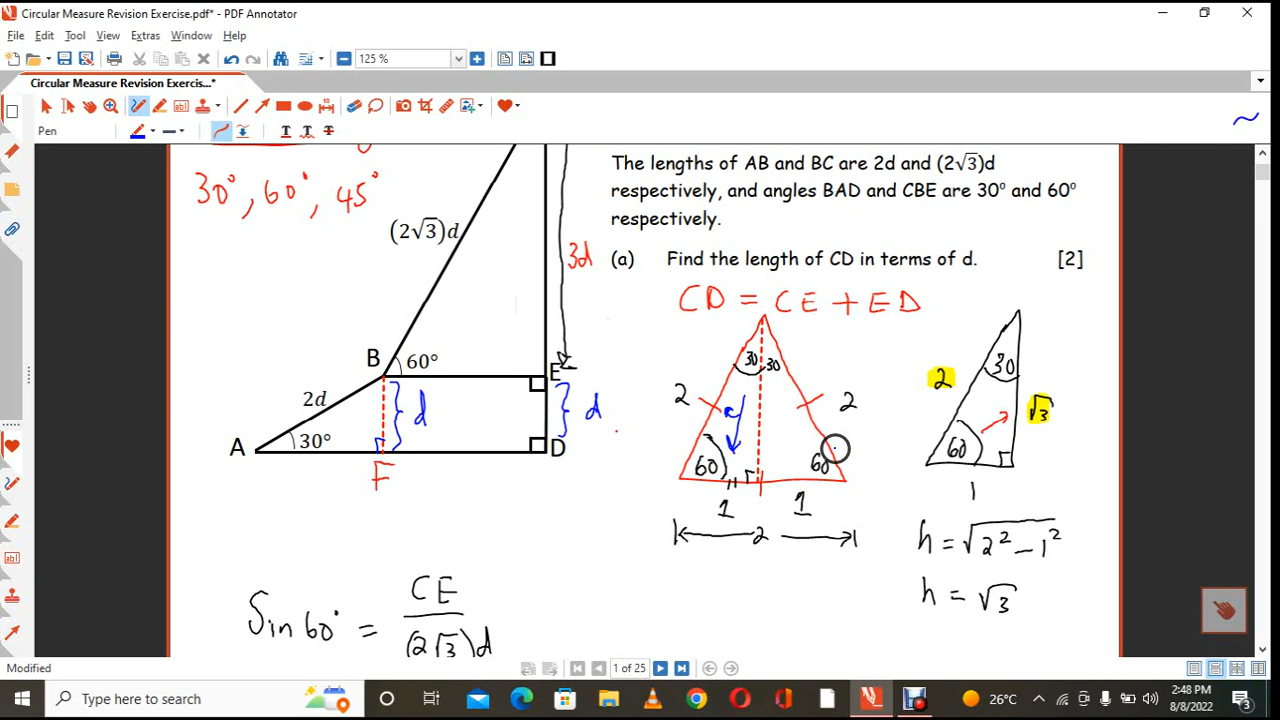 Circular Measure Revision Exercise.pdf* - PDF Annotator
File Edit Tool View Extras Window Help
125 %
Circular Measure Revision Exercis...*
Pen
T T T
30°, 60°, 45°
(2√3)d
3d
B 60° E
2d d d
A 30° D
F
The lengths of AB and BC are 2d and (2√3)d
respectively, and angles BAD and CBE are 30° and 60°
respectively.
(a) Find the length of CD in terms of d. [2]
CD = CE + ED
30 30
2 2
60 60
1 1
2
30
2 √3
60
1
h = √2² - 1²
h = √3
Sin 60° = CE
(2√3)d
Modified
1 of 25
Type here to search
26°C
2:48 PM
8/8/2022
3